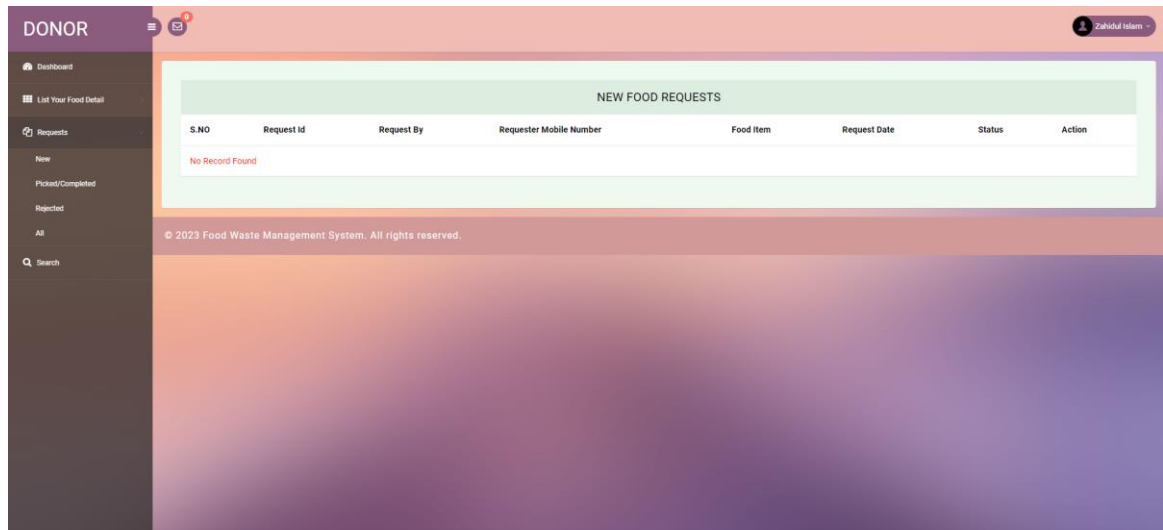 DONOR
0
Zahidul Islam
Dashboard
List Your Food Detail
Requests
New
Picked/Completed
Rejected
All
Search
NEW FOOD REQUESTS
S.NO Request Id Request By Requester Mobile Number Food Item Request Date Status Action
No Record Found
© 2023 Food Waste Management System. All rights reserved.